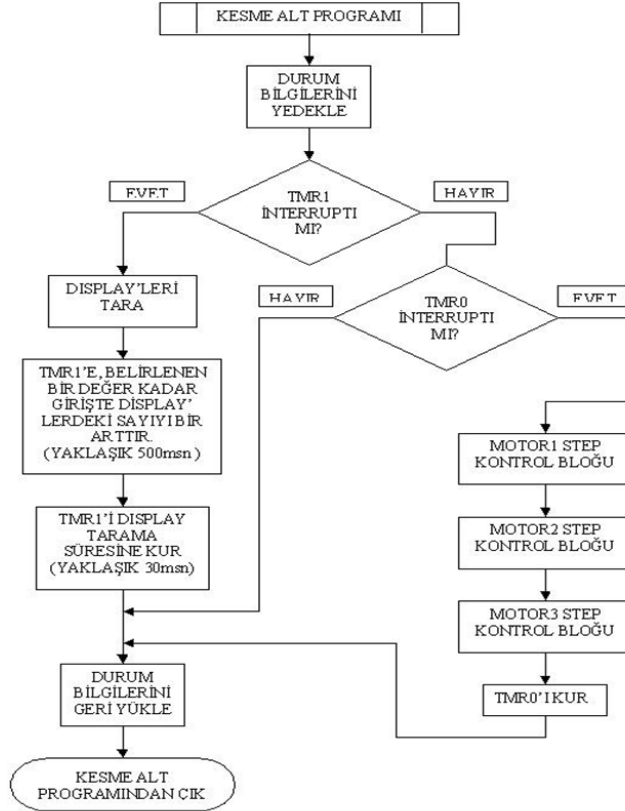 KESME ALT PROGRAMI
DURUM
BİLGİLERİNİ
YEDEKLE
EVET
TMR1
İNTERRUPTI
MI?
HAYIR
DISPLAY'LERİ
TARA
HAYIR
TMR0
İNTERRUPTI
MI?
EVET
TMR1'E, BELİRLENEN
BİR DEĞER KADAR
GİRİŞTE DİSPLAY'
LERDEKİ SAYIYI BİR
ARTTIR.
(YAKLAŞIK 500msn )
MOTOR1 STEP
KONTROL BLOĞU
TMR1'İ DISPLAY
TARAMA
SÜRESİNE KUR
(YAKLAŞIK 30msn)
MOTOR2 STEP
KONTROL BLOĞU
MOTOR3 STEP
KONTROL BLOĞU
DURUM
BİLGİLERİNİ
GERİ YÜKLE
TMR0'I KUR
KESME ALT
PROGRAMINDAN ÇIK